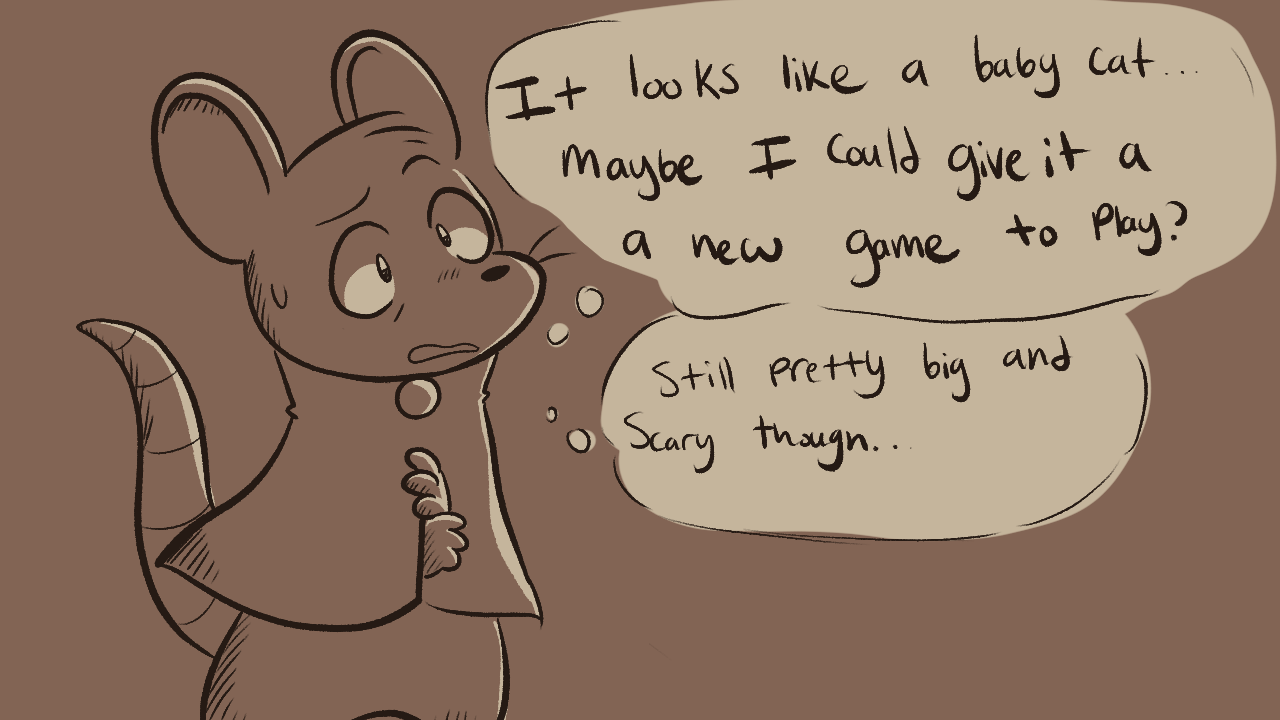 It looks like a baby cat...
maybe I could give it a
a new game to play?
Still pretty big and
Scary though...